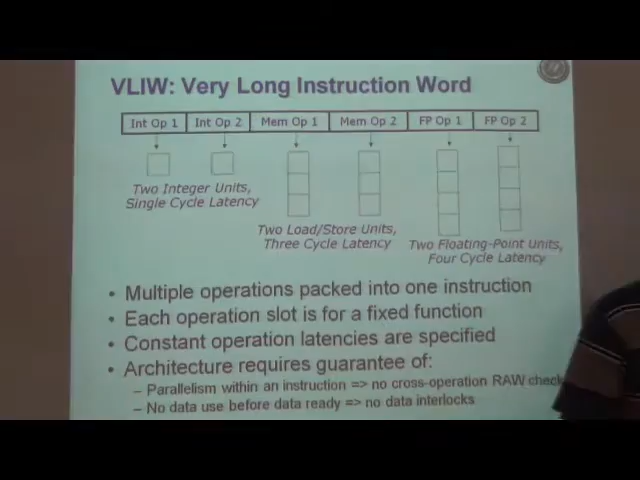 VLIW: Very Long Instruction Word
Int Op 1 Int Op 2 Mem Op 1 Mem Op 2 FP Op 1 FP Op 2
Two Integer Units,
Single Cycle Latency
Two Load/Store Units,
Three Cycle Latency
Two Floating-Point Units,
Four Cycle Latency
• Multiple operations packed into one instruction
• Each operation slot is for a fixed function
• Constant operation latencies are specified
• Architecture requires guarantee of:
– Parallelism within an instruction => no cross-operation RAW check
– No data use before data ready => no data interlocks